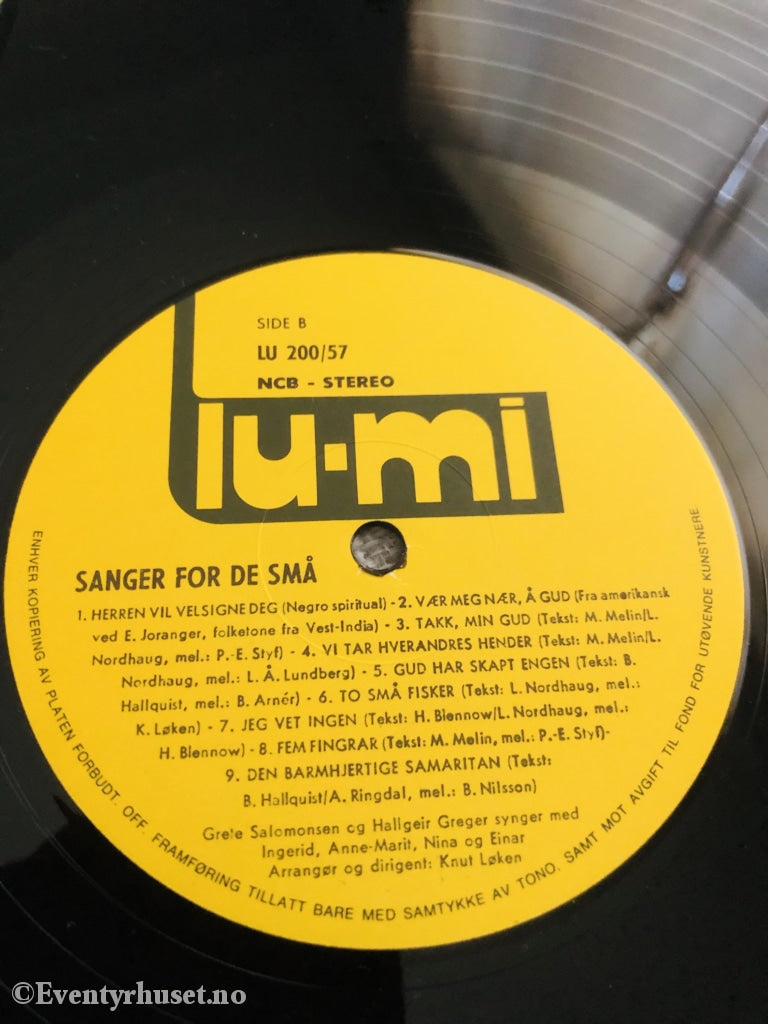 SIDE B
LU 200/57
NCB - STEREO
lu-mi
SANGER FOR DE SMÅ
1. HERREN VIL VELSIGNE DEG (Negro spiritual) - 2. VÆR MEG NÆR, Å GUD (Fra amerikansk
ved E. Joranger, folketone fra Vest-India) - 3. TAKK, MIN GUD (Tekst: M. Melin/L.
Nordhaug, mel.: P.-E. Styf) - 4. VI TAR HVERANDRES HENDER (Tekst: M. Melin/L.
Nordhaug, mel.: L. Å. Lundberg) - 5. GUD HAR SKAPT ENGEN (Tekst: B.
Hallquist, mel.: B. Arnér) - 6. TO SMÅ FISKER (Tekst: L. Nordhaug, mel.:
K. Løken) - 7. JEG VET INGEN (Tekst: H. Blennow/L. Nordhaug, mel.:
H. Blennow) - 8. FEM FINGRAR (Tekst: M. Melin, mel.: P.-E. Styf)-
9. DEN BARMHJERTIGE SAMARITAN (Tekst:
B. Hallquist/A. Ringdal, mel.: B. Nilsson)
Grete Salomonsen og Hallgeir Greger synger med
Ingerid, Anne-Marit, Nina og Einar
Arrangør og dirigent: Knut Løken
ENHVER KOPIERING AV PLATEN FORBUDT. OFF. FRAMFØRING TILLATT BARE MED SAMTYKKE AV TONO. SAMT MOT AVGIFT TIL FOND FOR UTØVENDE KUNSTNERE
©Eventyrhuset.no